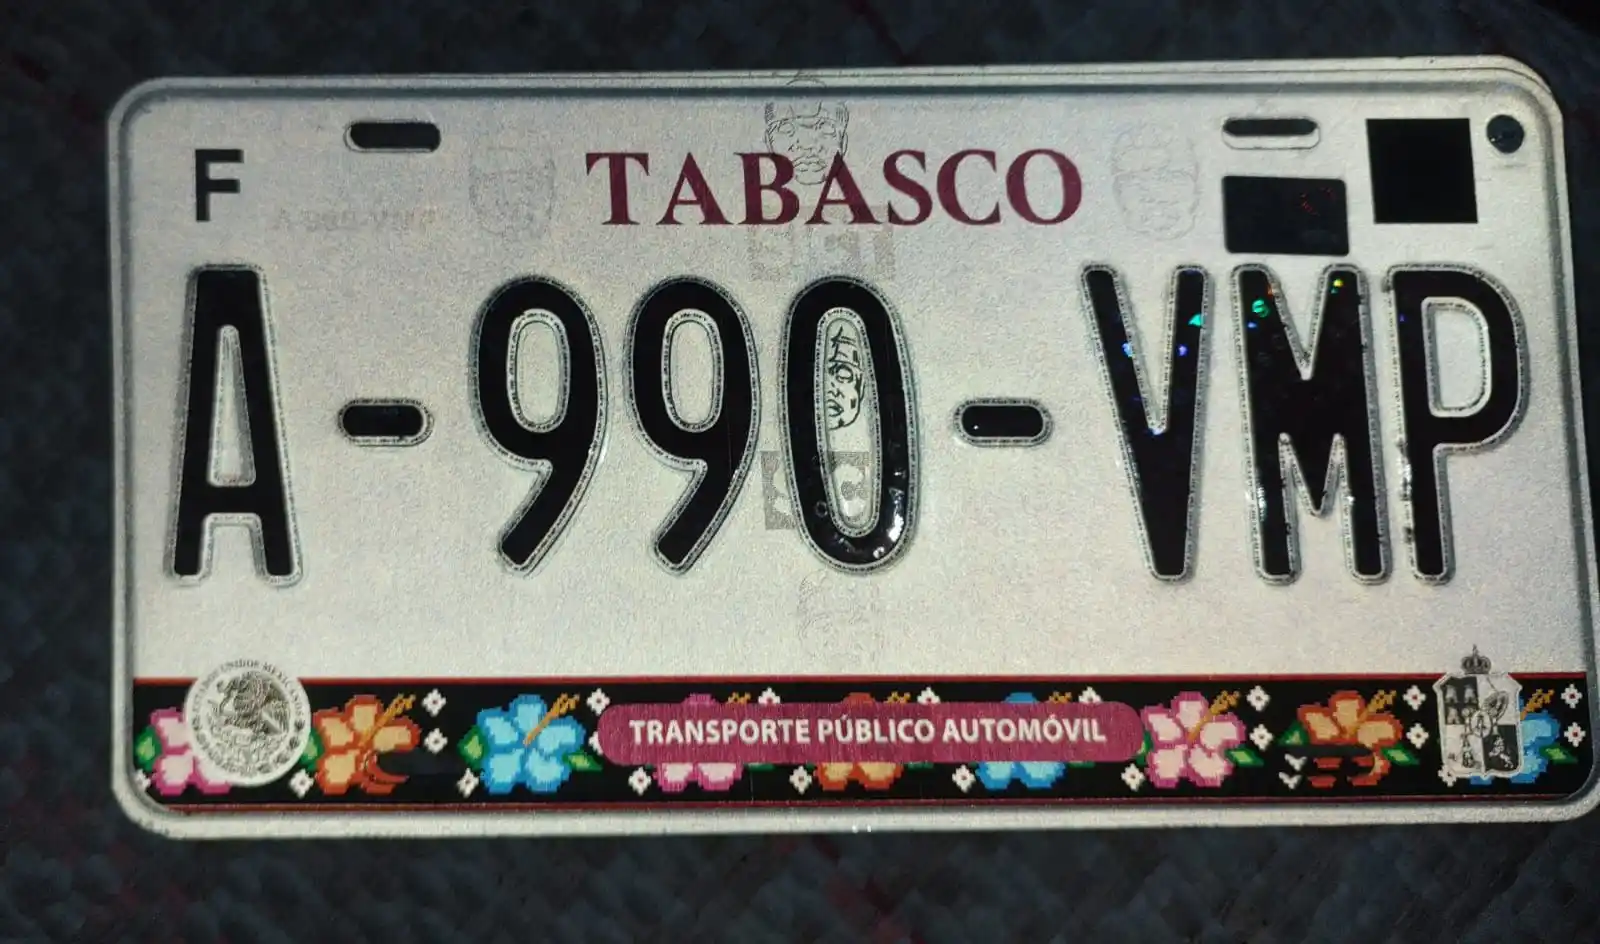 F
TABASCO
A-990-VMP
TRANSPORTE PÚBLICO AUTOMÓVIL